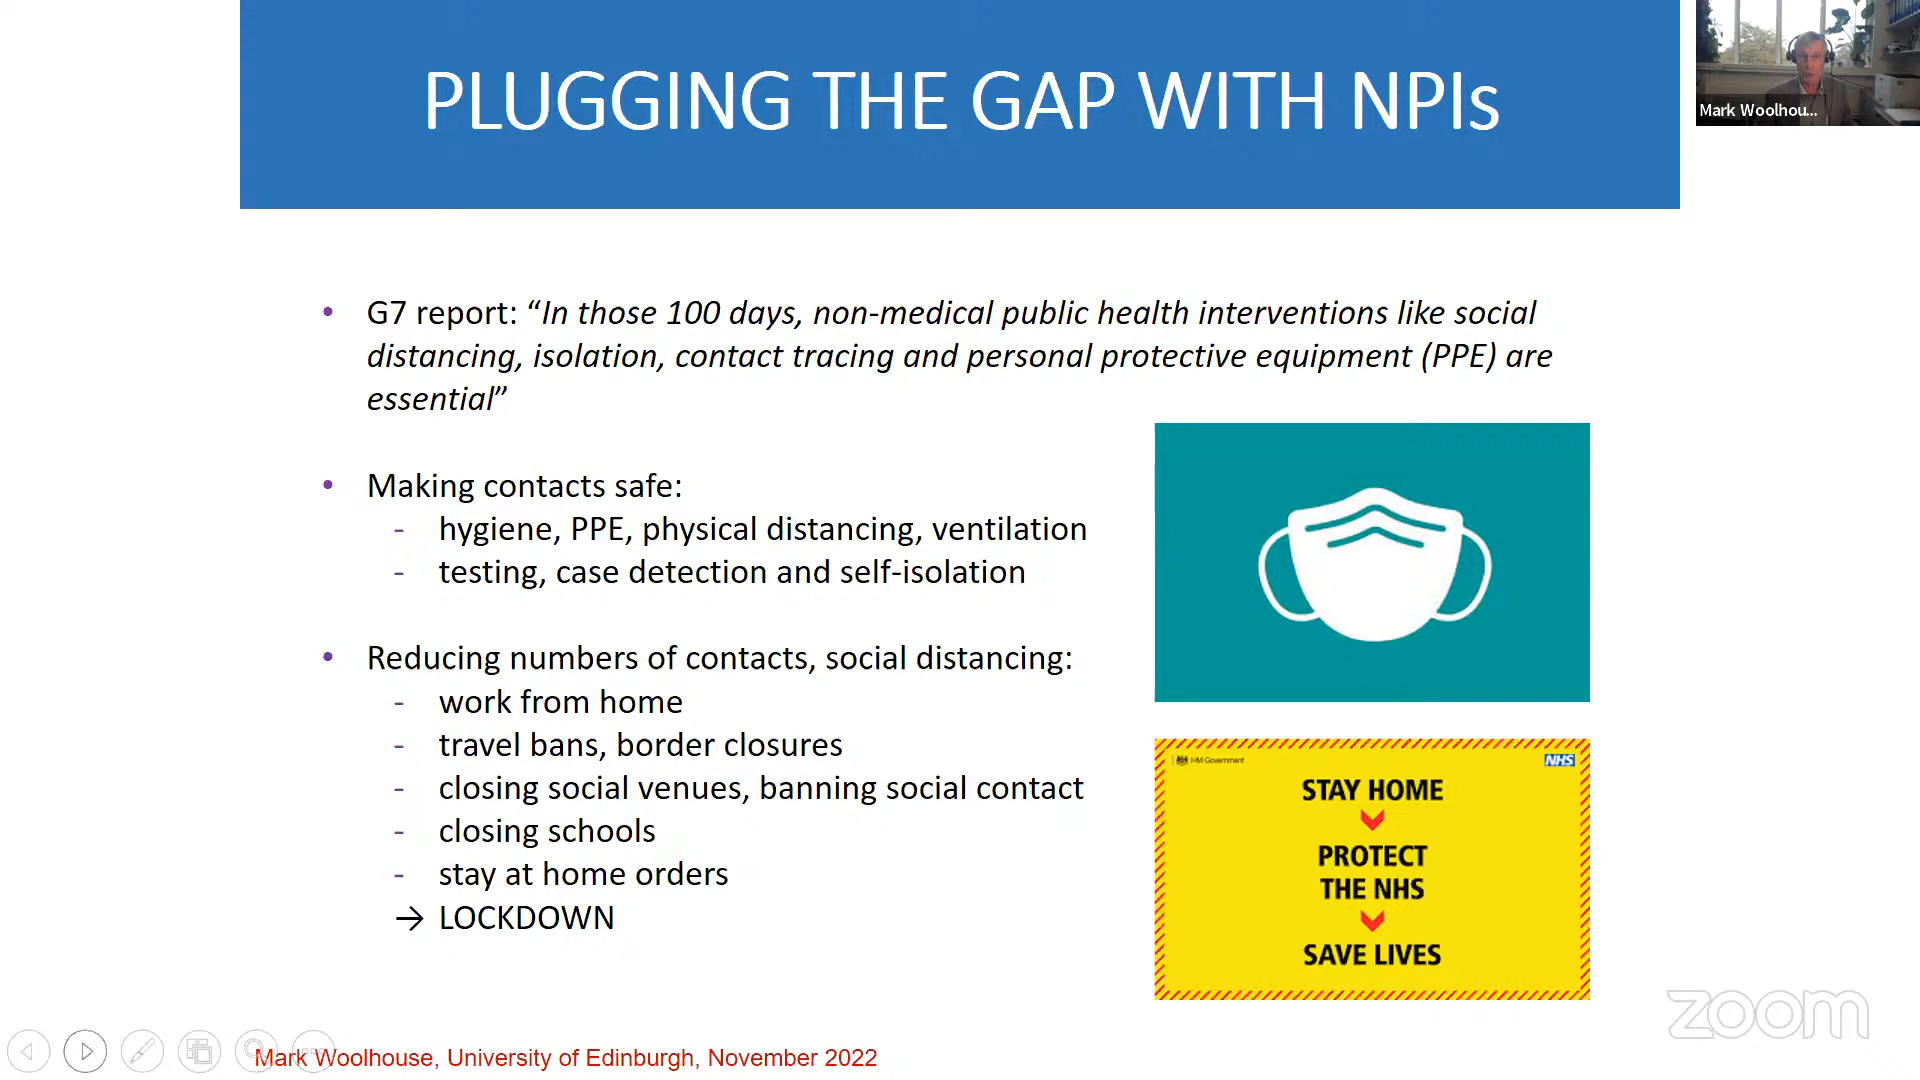 PLUGGING THE GAP WITH NPIs
Mark Woolhou...
• G7 report: “In those 100 days, non-medical public health interventions like social
distancing, isolation, contact tracing and personal protective equipment (PPE) are
essential”
• Making contacts safe:
- hygiene, PPE, physical distancing, ventilation
- testing, case detection and self-isolation
• Reducing numbers of contacts, social distancing:
- work from home
- travel bans, border closures
- closing social venues, banning social contact
- closing schools
- stay at home orders
→ LOCKDOWN
HM Government
NHS
STAY HOME
PROTECT
THE NHS
SAVE LIVES
zoom
Mark Woolhouse, University of Edinburgh, November 2022